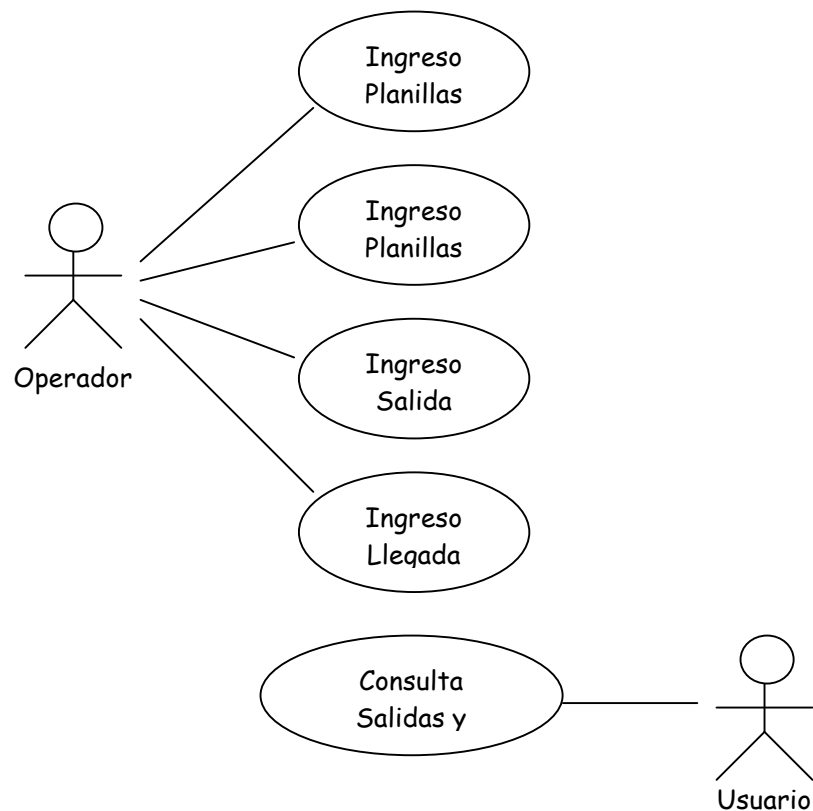 Ingreso
Planillas
Ingreso
Planillas
Operador
Ingreso
Salida
Ingreso
Llegada
Consulta
Salidas y
Usuario